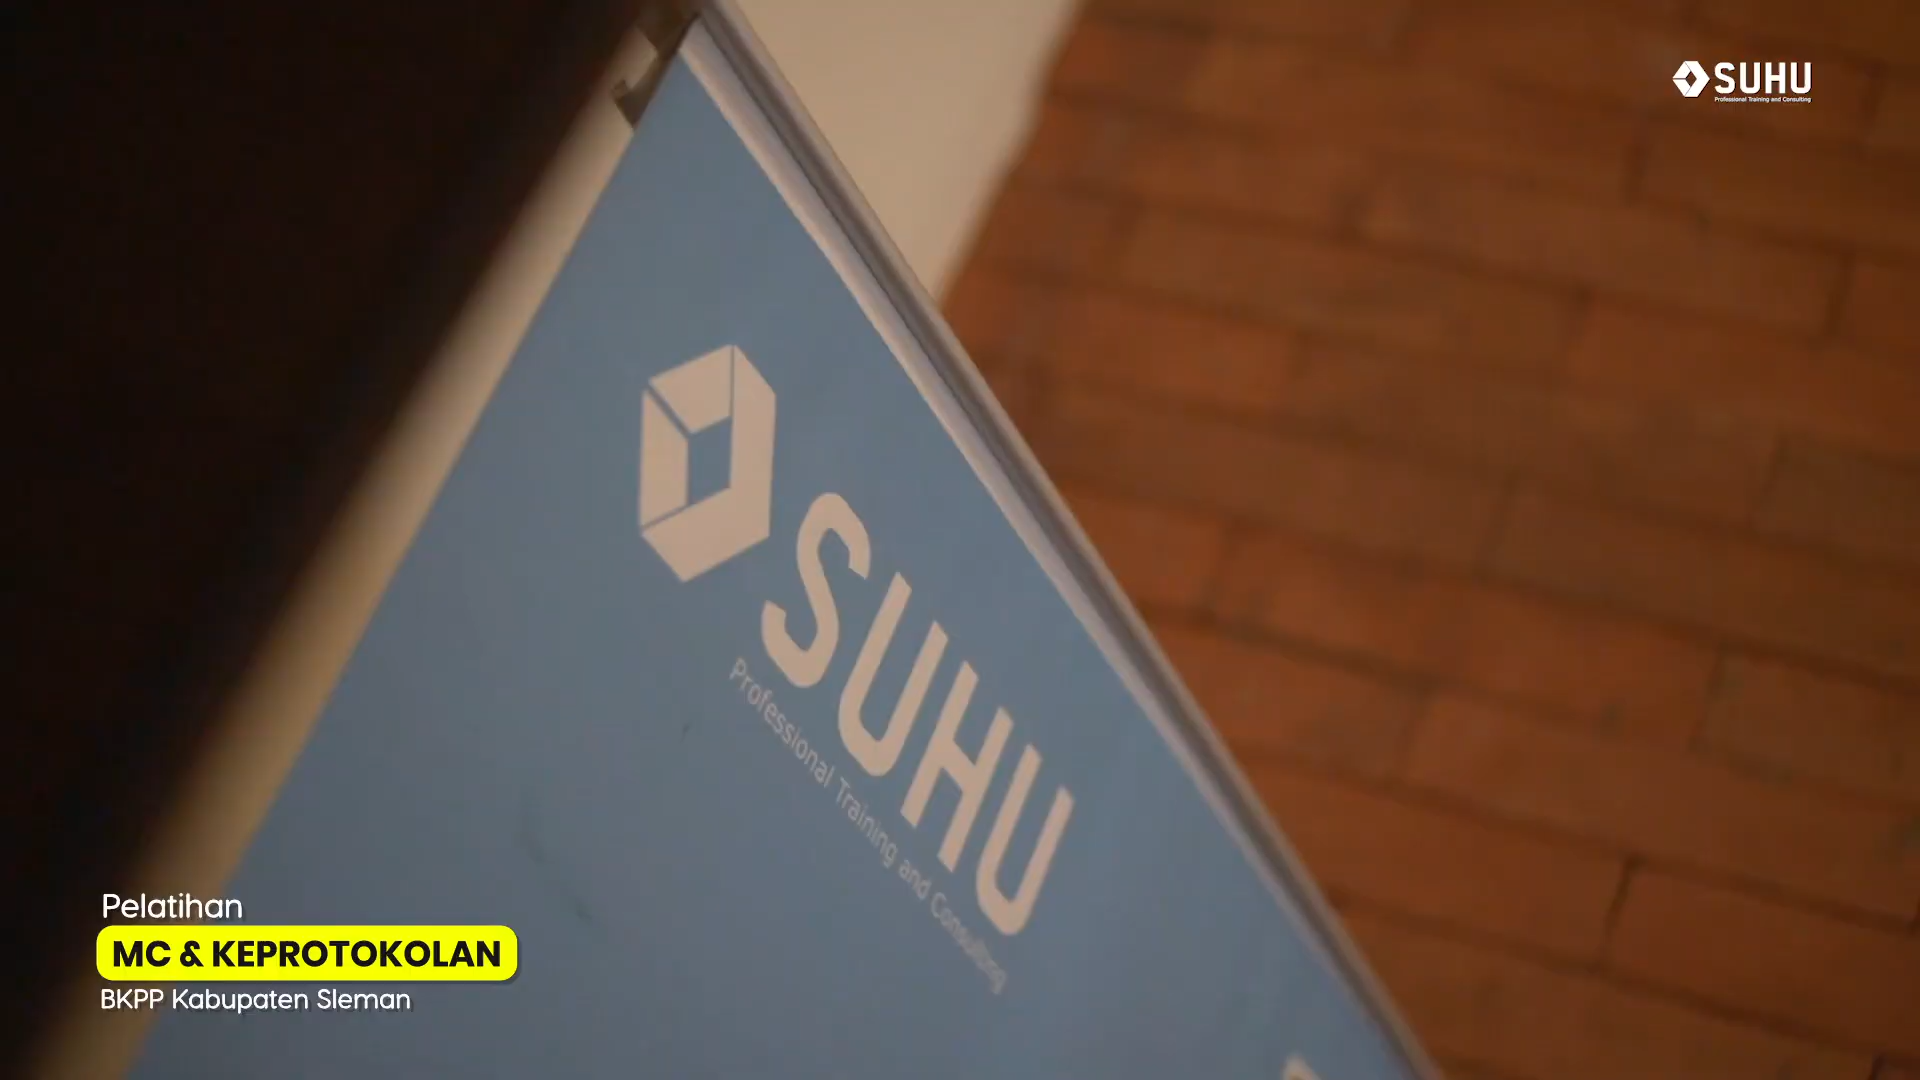 SUHU
Professional Training and Consulting
SUHU
Professional Training and Consulting
Pelatihan
MC & KEPROTOKOLAN
BKPP Kabupaten Sleman